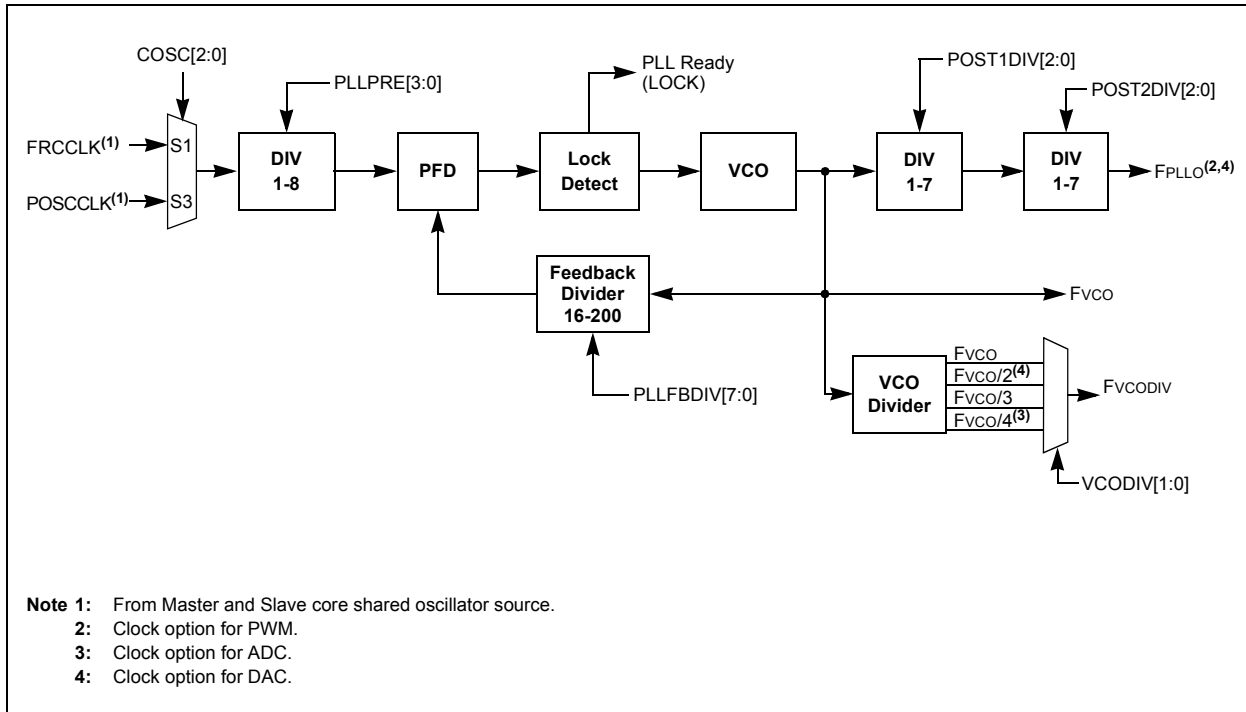 COSC[2:0]
PLLPRE[3:0]
PLL Ready
(LOCK)
POST1DIV[2:0]
POST2DIV[2:0]
FRCCLK(1)
S1
POSCCLK(1)
S3
DIV
1-8
PFD
Lock
Detect
VCO
DIV
1-7
DIV
1-7
FPLLO(2,4)
Feedback
Divider
16-200
FVCO
PLLFBDIV[7:0]
VCO
Divider
FVCO
FVCO/2(4)
FVCO/3
FVCO/4(3)
FVCODIV
VCODIV[1:0]
Note 1: From Master and Slave core shared oscillator source.
2: Clock option for PWM.
3: Clock option for ADC.
4: Clock option for DAC.